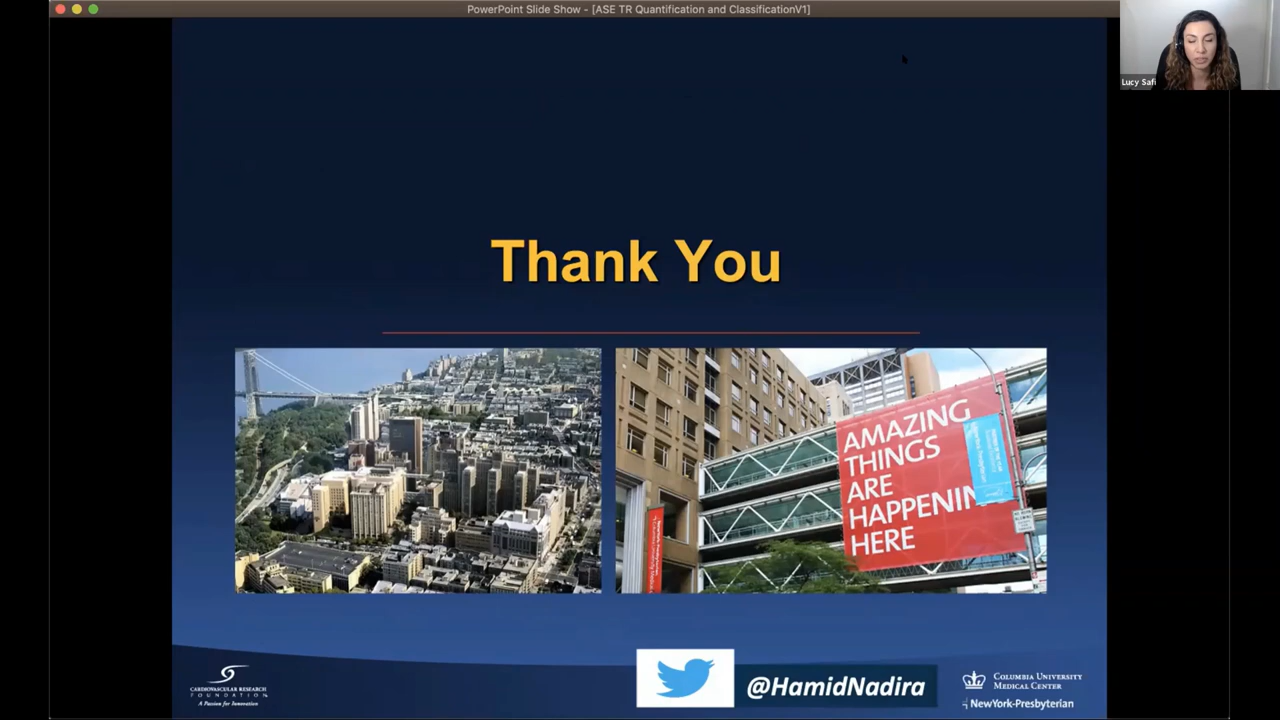 PowerPoint Slide Show - [ASE TR Quantification and ClassificationV1]
Lucy Safi
Thank You
AMAZING
THINGS
ARE
HAPPENIN
HERE
CARDIOVASCULAR RESEARCH
FOUNDATION
A Passion for Innovation
@HamidNadira
COLUMBIA UNIVERSITY
MEDICAL CENTER
NewYork-Presbyterian